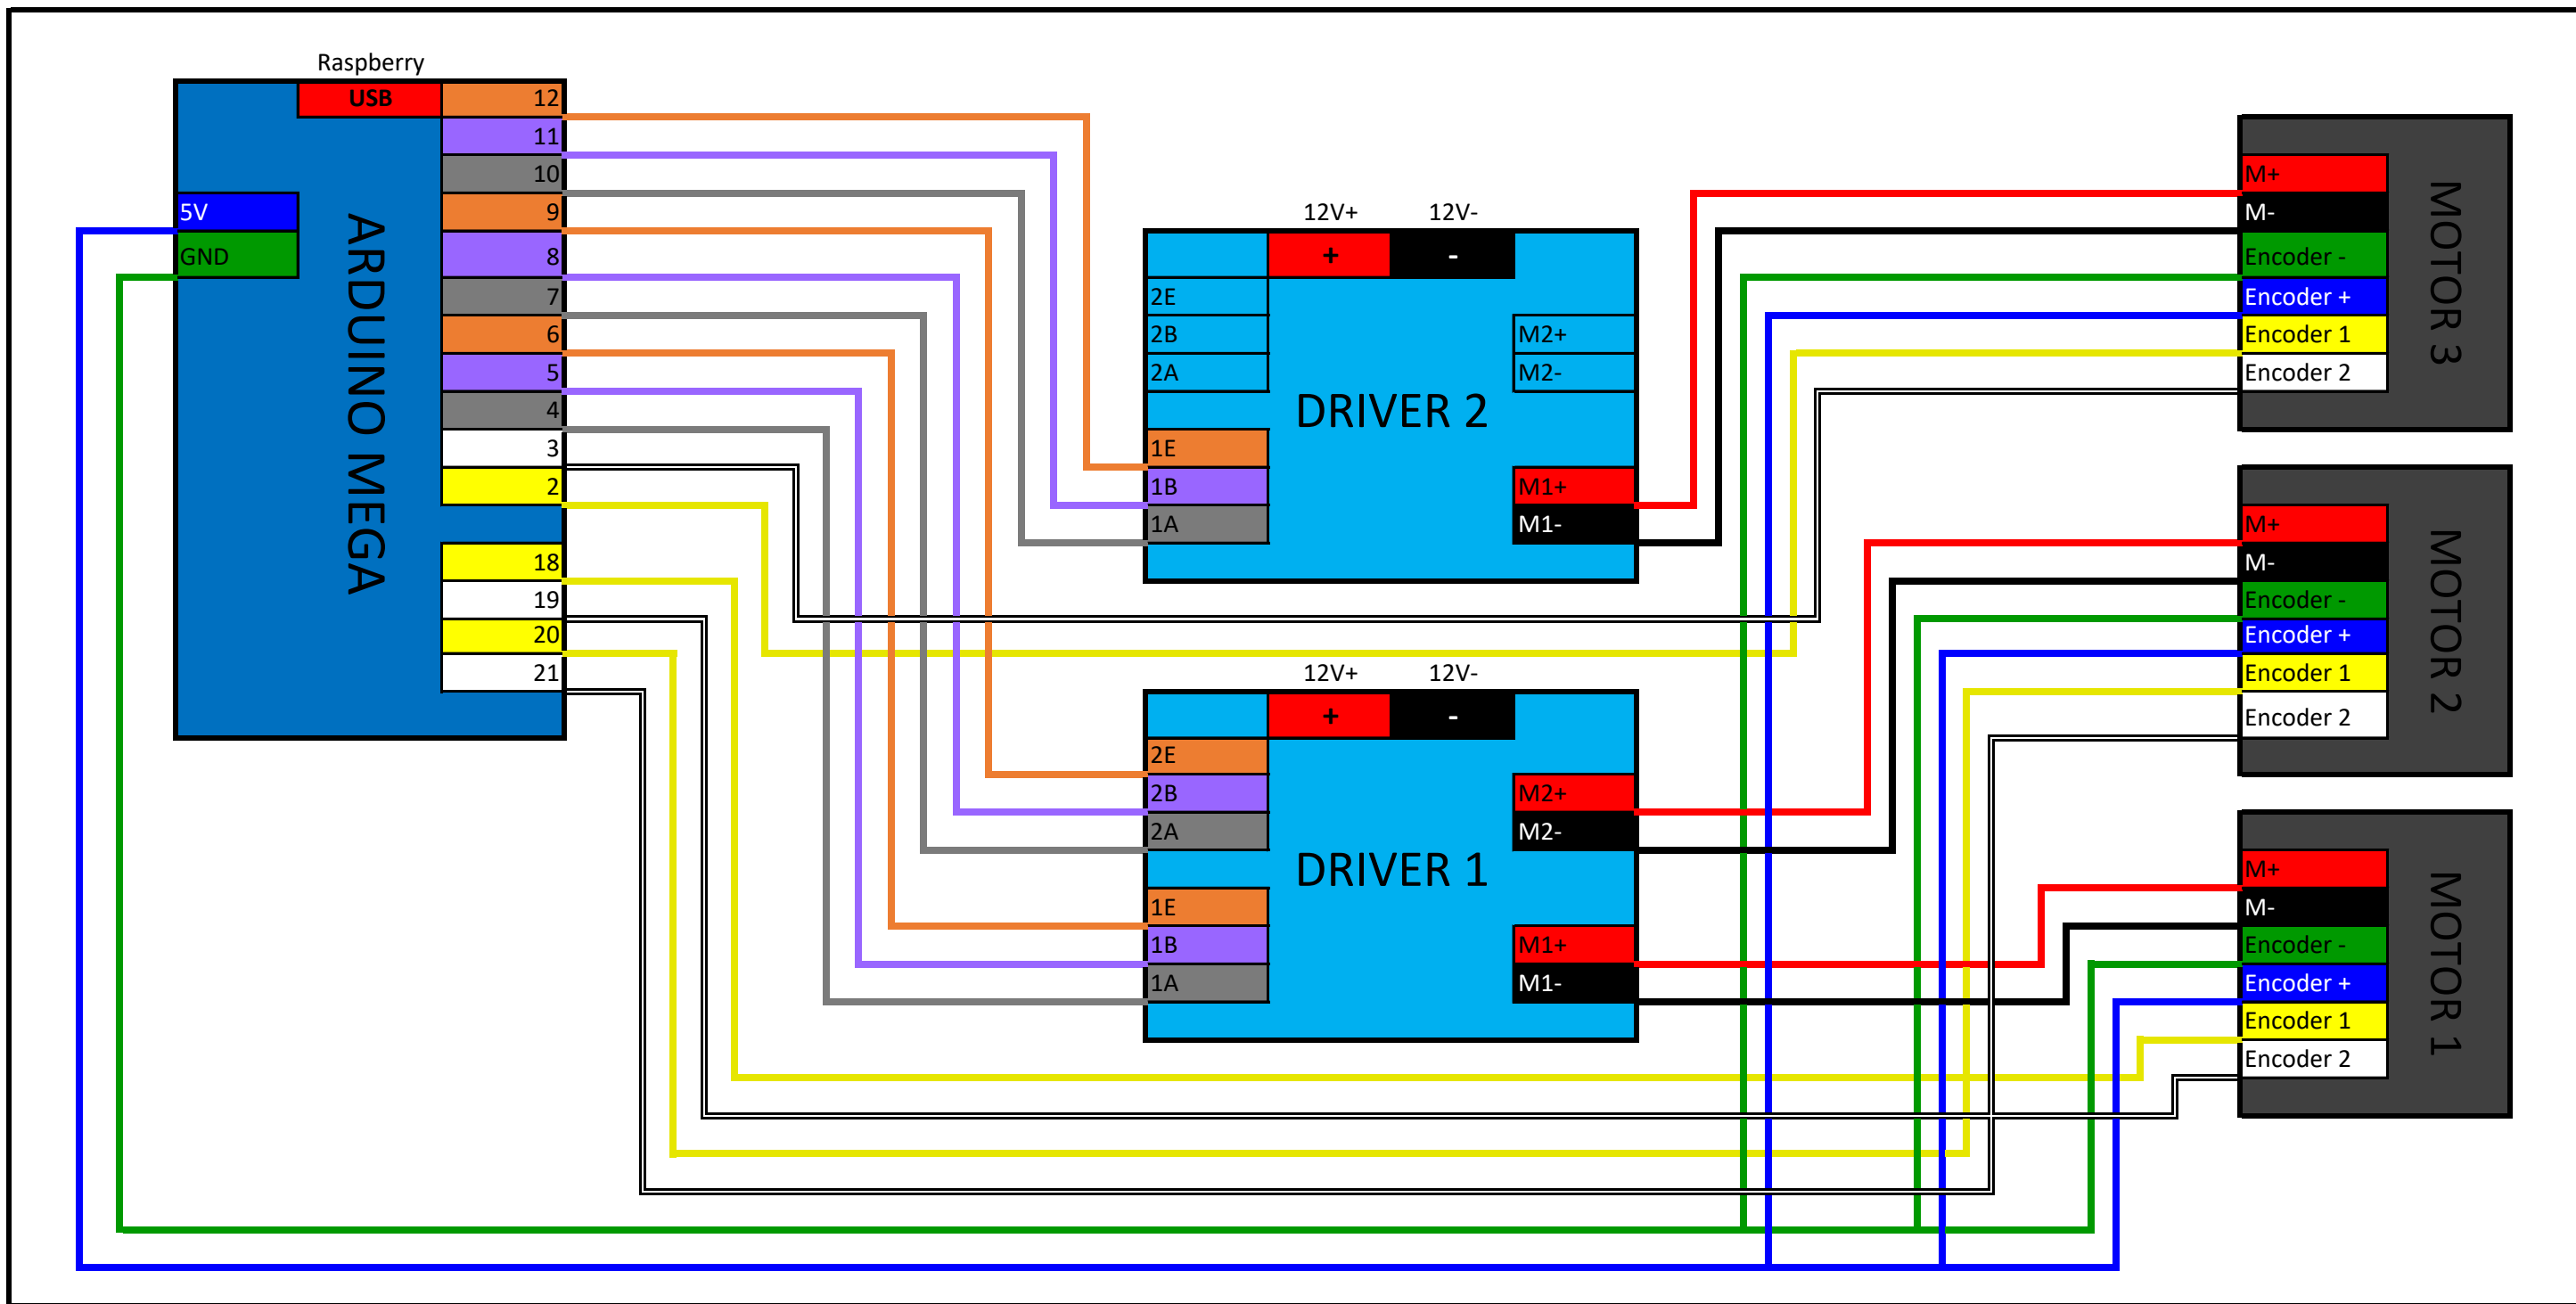 Raspberry
USB
12
11
10
9
8
7
6
5
4
3
2
18
19
20
21
5V
GND
ARDUINO MEGA
12V+ 12V-
+ -
2E
2B
2A
1E
1B
1A
M2+
M2-
M1+
M1-
DRIVER 2
12V+ 12V-
+ -
2E
2B
2A
1E
1B
1A
M2+
M2-
M1+
M1-
DRIVER 1
M+
M-
Encoder -
Encoder +
Encoder 1
Encoder 2
MOTOR 3
M+
M-
Encoder -
Encoder +
Encoder 1
Encoder 2
MOTOR 2
M+
M-
Encoder -
Encoder +
Encoder 1
Encoder 2
MOTOR 1